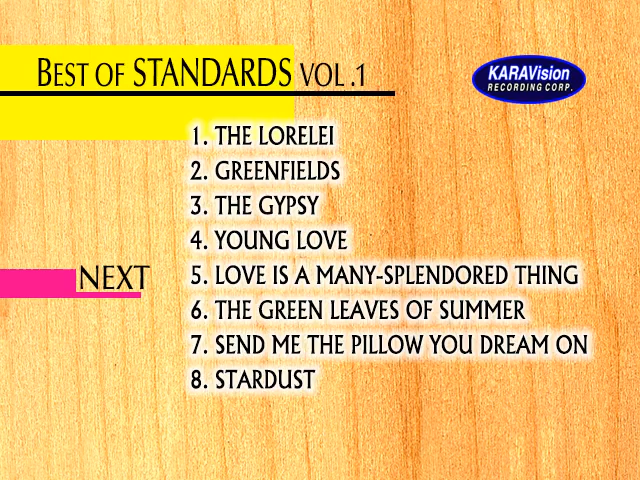 BEST OF STANDARDS VOL .1
KARAVision
RECORDING CORP.
1. THE LORELEI
2. GREENFIELDS
3. THE GYPSY
4. YOUNG LOVE
NEXT
5. LOVE IS A MANY-SPLENDORED THING
6. THE GREEN LEAVES OF SUMMER
7. SEND ME THE PILLOW YOU DREAM ON
8. STARDUST